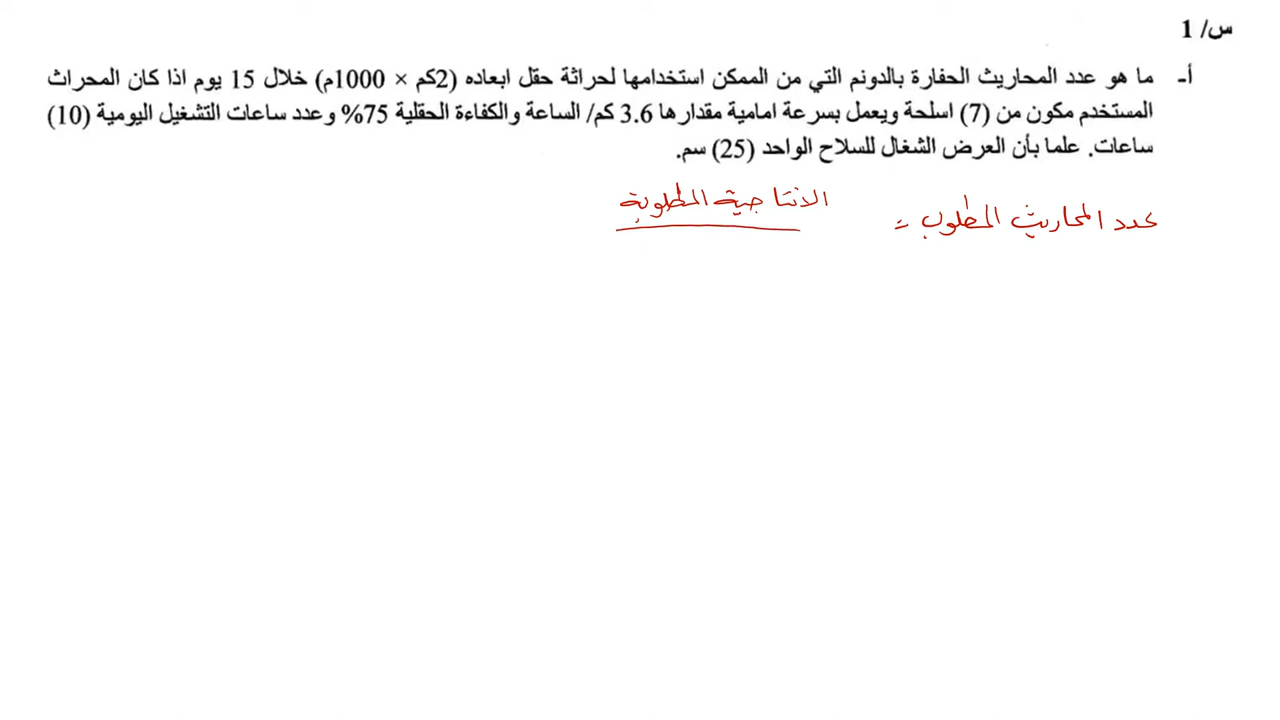 س/ 1
أ- ما هو عدد المحاريث الحفارة بالدونم التي من الممكن استخدامها لحراثة حقل ابعاده (2كم × 1000م) خلال 15 يوم اذا كان المحراث
المستخدم مكون من (7) اسلحة ويعمل بسرعة امامية مقدارها 3.6 كم/ الساعة والكفاءة الحقلية 75% وعدد ساعات التشغيل اليومية (10)
ساعات. علما بأن العرض الشغال للسلاح الواحد (25) سم.
عدد المحاريث المطلوب = الانتاجية المطلوبة